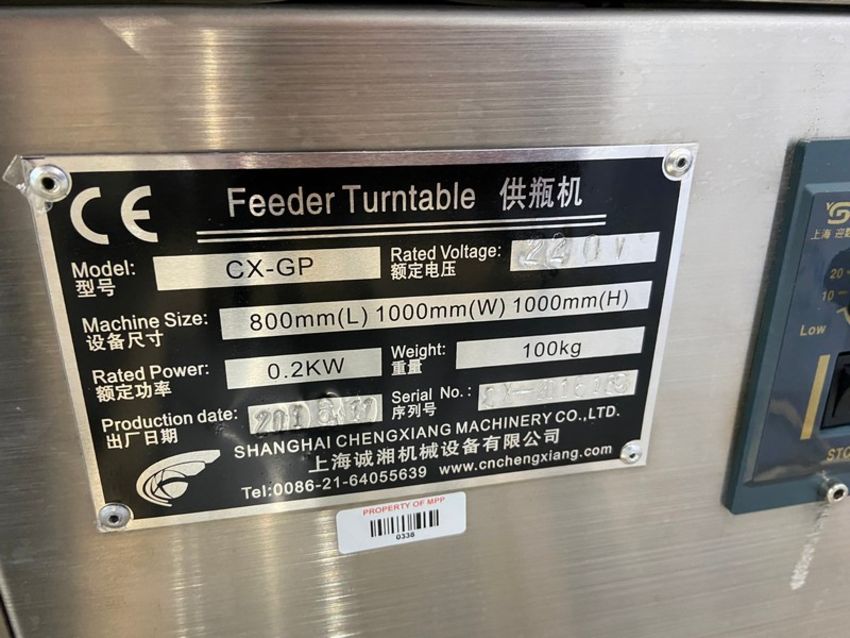 CE
Feeder Turntable 供瓶机
Model: CX-GP Rated Voltage: 220V
型号 额定电压
Machine Size: 800mm(L) 1000mm(W) 1000mm(H)
设备尺寸
Rated Power: 0.2KW Weight: 100kg
额定功率 重量
Production date: Serial No.:
出厂日期 序列号
SHANGHAI CHENGXIANG MACHINERY CO.,LTD.
上海诚湘机械设备有限公司
Tel:0086-21-64055639 www.cnchengxiang.com
PROPERTY OF MPP
0338
上海
20
10
Low